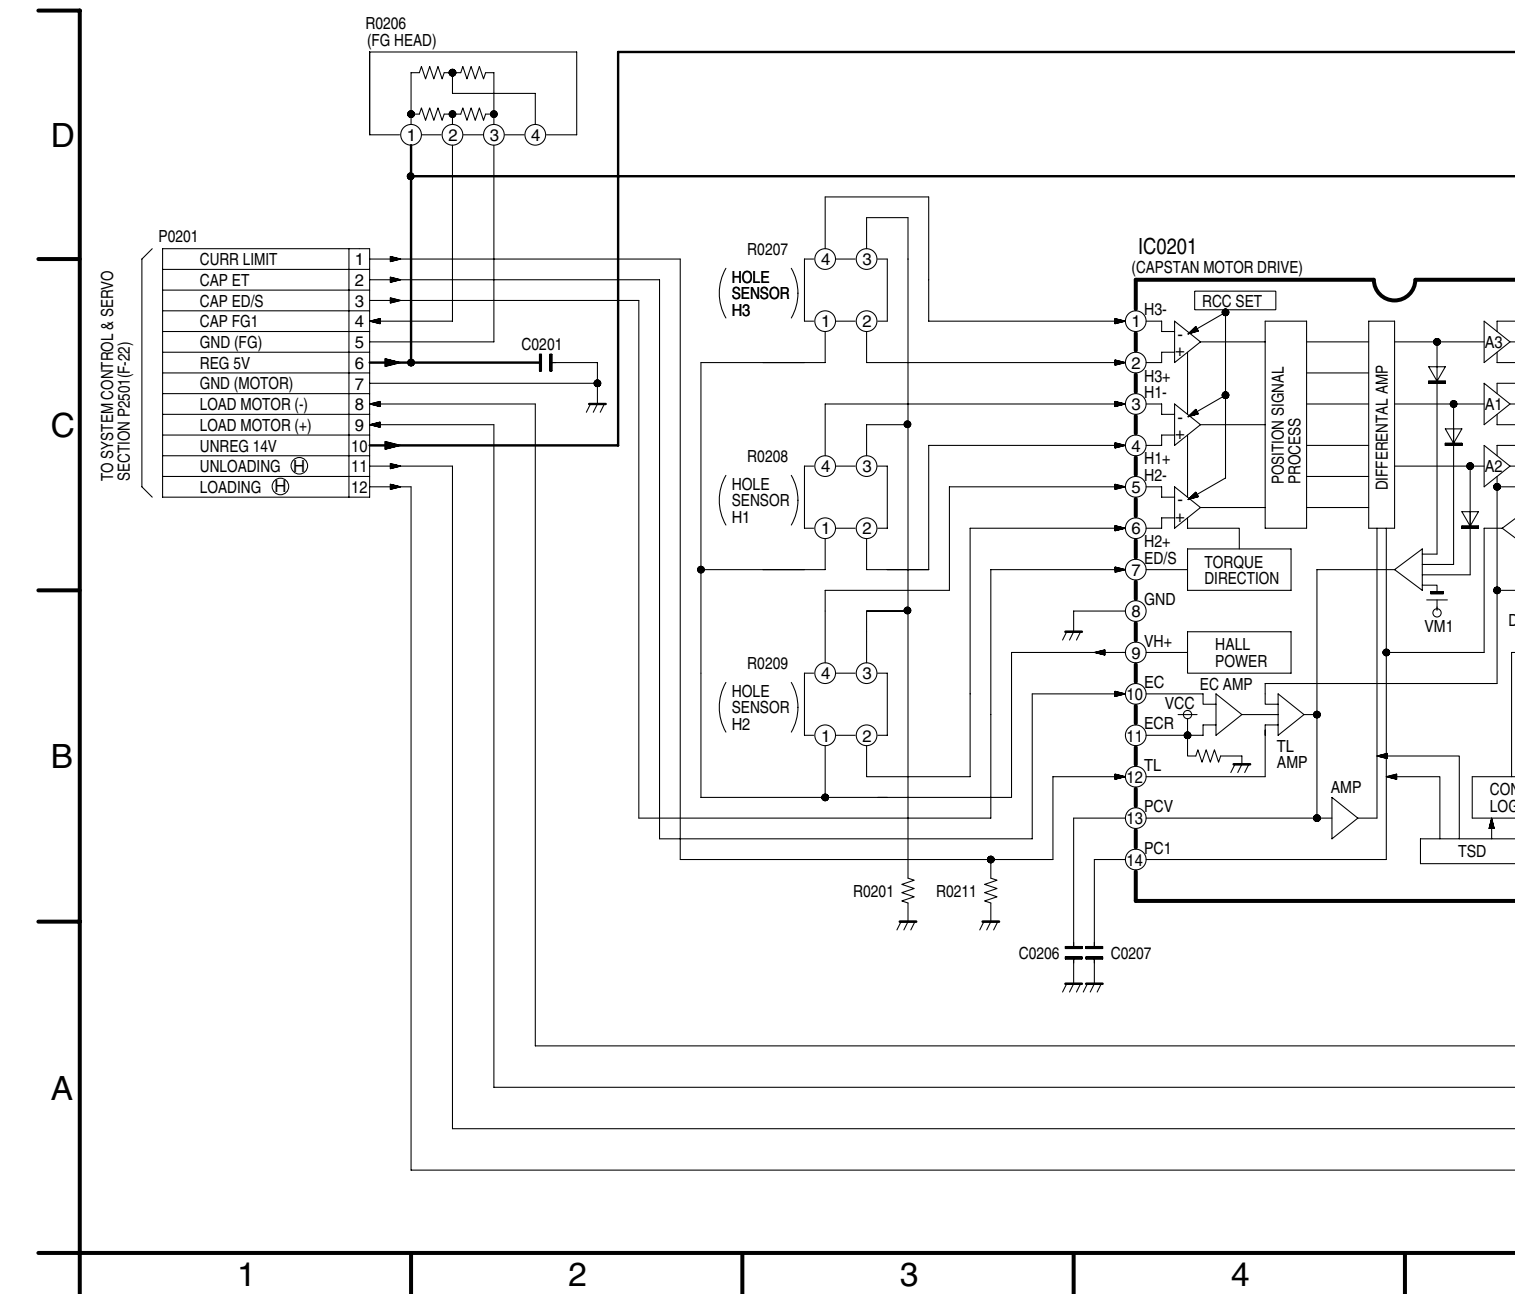 R0206
(FG HEAD)
1 2 3 4
D
P0201
TO SYSTEM CONTROL & SERVO
SECTION P2501(F-22)
CURR LIMIT 1
CAP ET 2
CAP ED/S 3
CAP FG1 4
GND (FG) 5
REG 5V 6
GND (MOTOR) 7
LOAD MOTOR (-) 8
LOAD MOTOR (+) 9
UNREG 14V 10
UNLOADING H 11
LOADING H 12
C0201
C
R0207
(HOLE
SENSOR
H3)
4 3
1 2
R0208
(HOLE
SENSOR
H1)
4 3
1 2
R0209
(HOLE
SENSOR
H2)
4 3
1 2
R0201
R0211
C0206
C0207
IC0201
(CAPSTAN MOTOR DRIVE)
RCC SET
1 H3-
2
H3+
H1-
3
4
H1+
H2-
5
6
H2+
ED/S
7
GND
8
VH+
9
EC
10
ECR
11
TL
12
PCV
13
PC1
14
- +
- +
- +
POSITION SIGNAL
PROCESS
DIFFERENTAL AMP
A3
A1
A2
TORQUE
DIRECTION
HALL
POWER
EC AMP
VCC
TL
AMP
AMP
VM1
D
CON
LOG
TSD
B
A
1 2 3 4